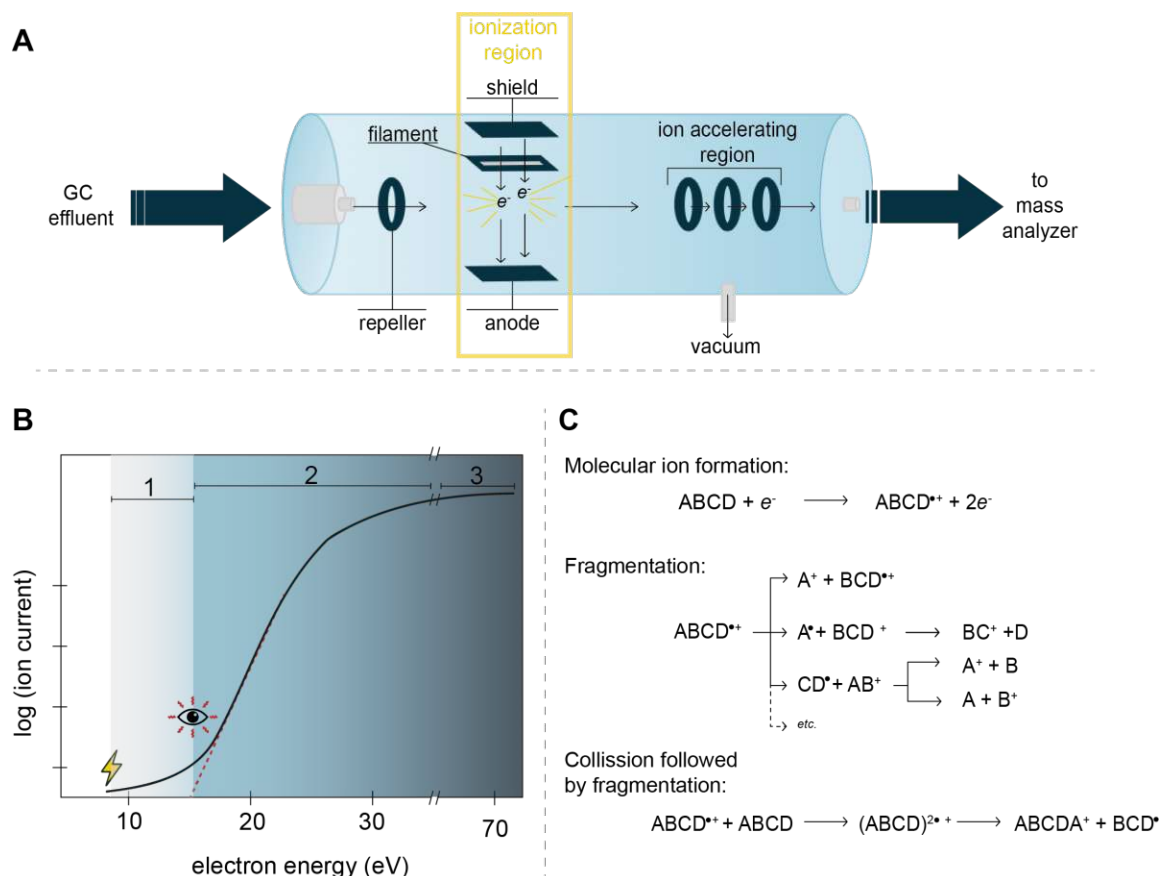 A
ionization
region
shield
filament
ion accelerating
region
GC
effluent
e-
e-
to
mass
analyzer
repeller
anode
vacuum
B
1
2
3
log (ion current)
10
20
30
70
electron energy (eV)
C
Molecular ion formation:
ABCD + e- → ABCD•+ + 2e-
Fragmentation:
A+ + BCD•+
ABCD•+ → A• + BCD + → BC+ +D
A+ + B
CD• + AB+
A + B+
etc.
Collission followed
by fragmentation:
ABCD•+ + ABCD → (ABCD)2• + → ABCDA+ + BCD•